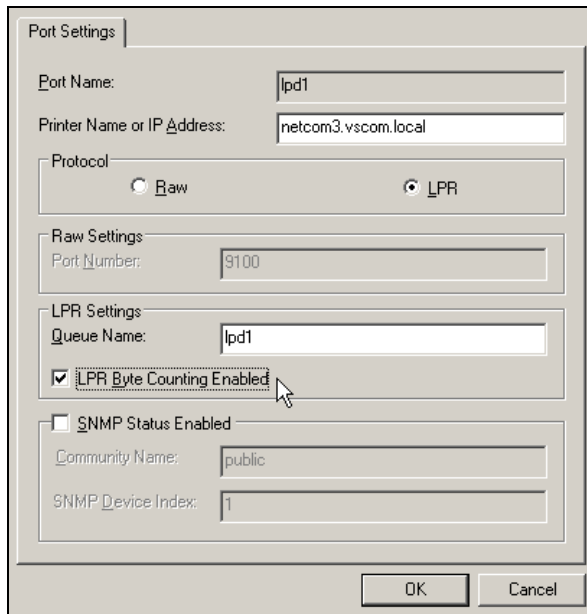 Port Settings
Port Name: lpd1
Printer Name or IP Address: netcom3.vscom.local
Protocol
Raw LPR
Raw Settings
Port Number: 9100
LPR Settings
Queue Name: lpd1
LPR Byte Counting Enabled
SNMP Status Enabled
Community Name: public
SNMP Device Index: 1
OK Cancel